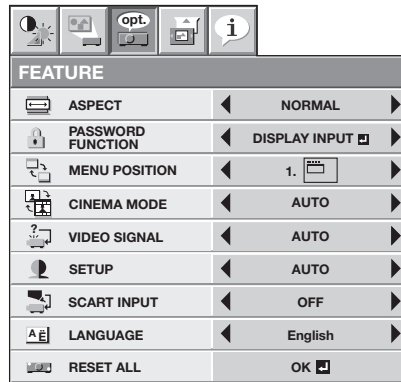 opt.
i
FEATURE
ASPECT NORMAL
PASSWORD FUNCTION DISPLAY INPUT
MENU POSITION 1.
CINEMA MODE AUTO
VIDEO SIGNAL AUTO
SETUP AUTO
SCART INPUT OFF
A E LANGUAGE English
RESET ALL OK